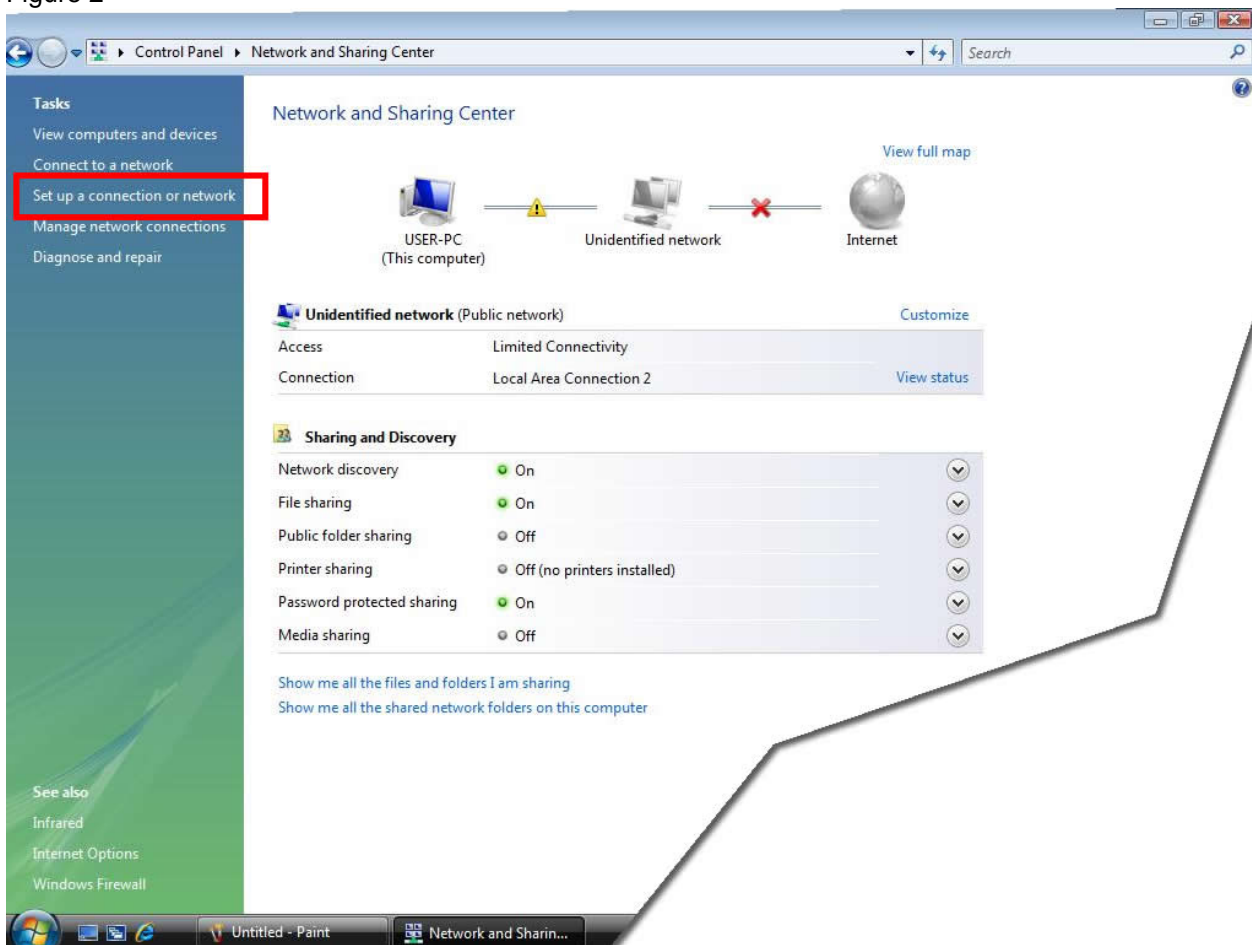 Figure 2
Control Panel Network and Sharing Center
Search
Tasks
View computers and devices
Connect to a network
Set up a connection or network
Manage network connections
Diagnose and repair
See also
Infrared
Internet Options
Windows Firewall
Network and Sharing Center
View full map
USER-PC
(This computer)
Unidentified network
Internet
Unidentified network (Public network) Customize
Access Limited Connectivity
Connection Local Area Connection 2 View status
Sharing and Discovery
Network discovery On
File sharing On
Public folder sharing Off
Printer sharing Off (no printers installed)
Password protected sharing On
Media sharing Off
Show me all the files and folders I am sharing
Show me all the shared network folders on this computer
Untitled - Paint Network and Sharin...